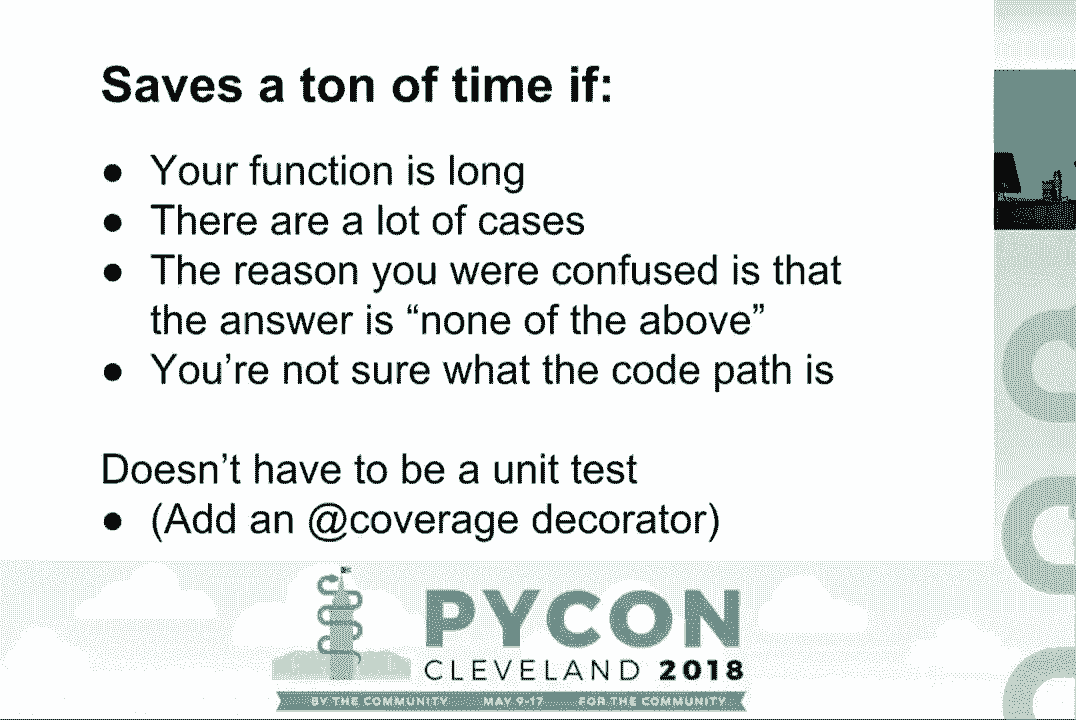 Saves a ton of time if:
● Your function is long
● There are a lot of cases
● The reason you were confused is that
the answer is “none of the above”
● You’re not sure what the code path is
Doesn’t have to be a unit test
● (Add an @coverage decorator)
PYCON
CLEVELAND 2018
BY THE COMMUNITY MAY 9-17 FOR THE COMMUNITY